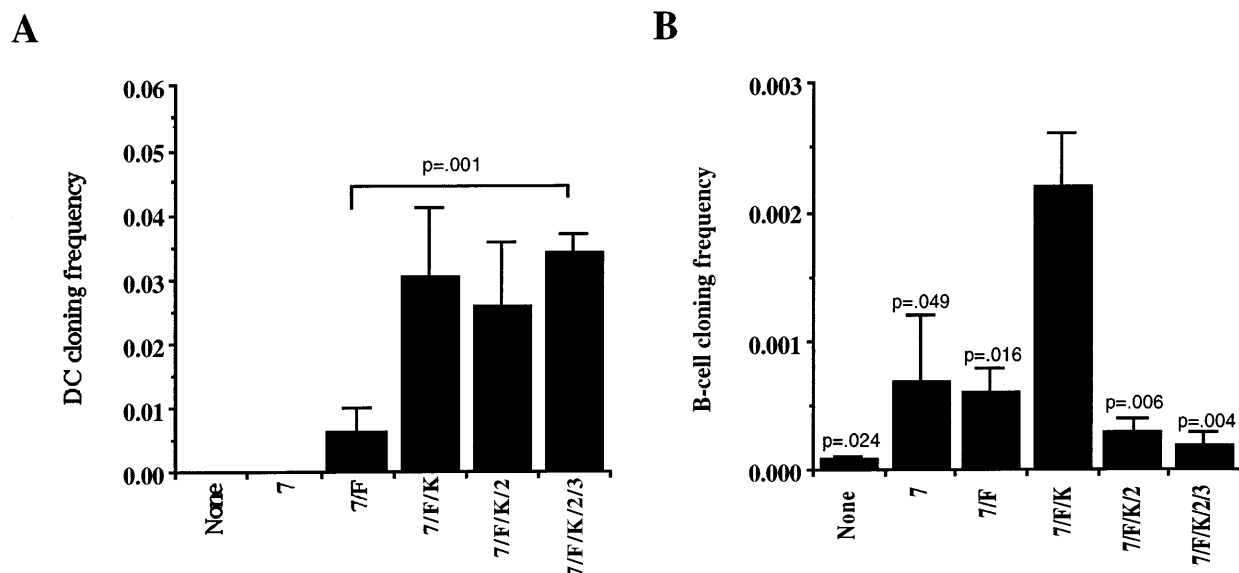 A
DC cloning frequency
0.06
0.05
0.04
0.03
0.02
0.01
0.00
p=.001
None
7
7/F
7/F/K
7/F/K/2
7/F/K/2/3
B
B-cell cloning frequency
0.003
0.002
0.001
0.000
p=.024
p=.049
p=.016
p=.006
p=.004
None
7
7/F
7/F/K
7/F/K/2
7/F/K/2/3